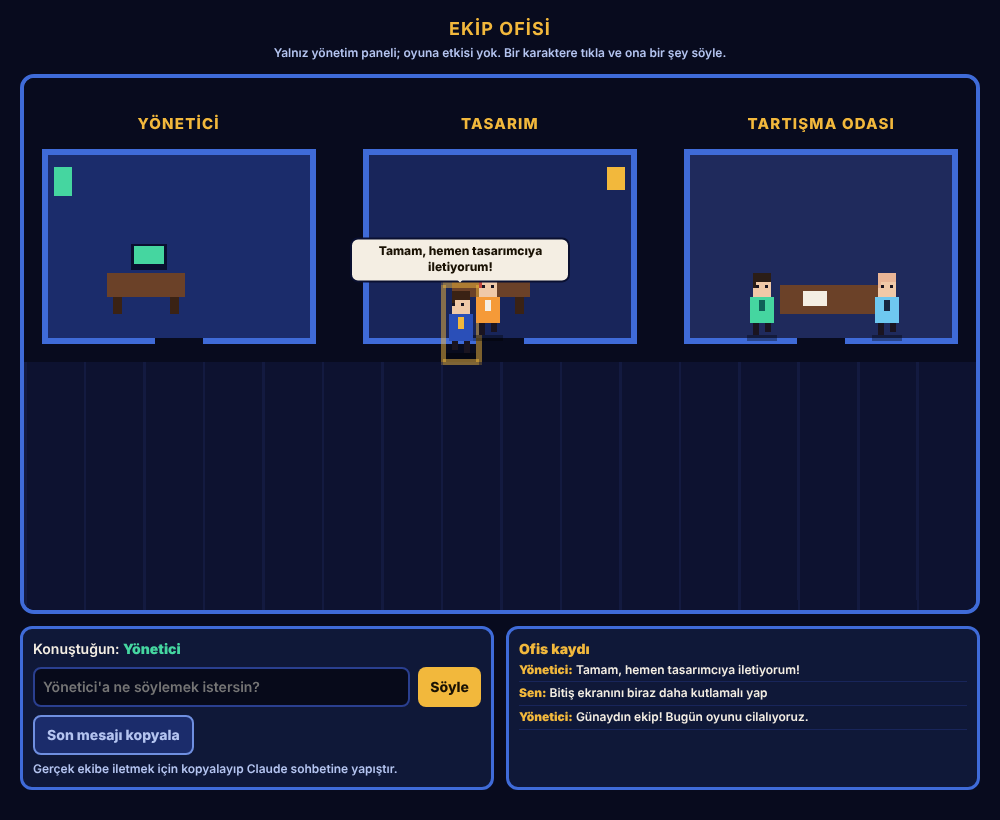 EKİP OFİSİ
Yalnız yönetim paneli; oyuna etkisi yok. Bir karaktere tıkla ve ona bir şey söyle.
YÖNETİCİ
TASARIM
TARTIŞMA ODASI
Tamam, hemen tasarımcıya
iletiyorum!
Konuştuğun: Yönetici
Yönetici'a ne söylemek istersin?
Söyle
Son mesajı kopyala
Gerçek ekibe iletmek için kopyalayıp Claude sohbetine yapıştır.
Ofis kaydı
Yönetici: Tamam, hemen tasarımcıya iletiyorum!
Sen: Bitiş ekranını biraz daha kutlamalı yap
Yönetici: Günaydın ekip! Bugün oyunu cilalıyoruz.